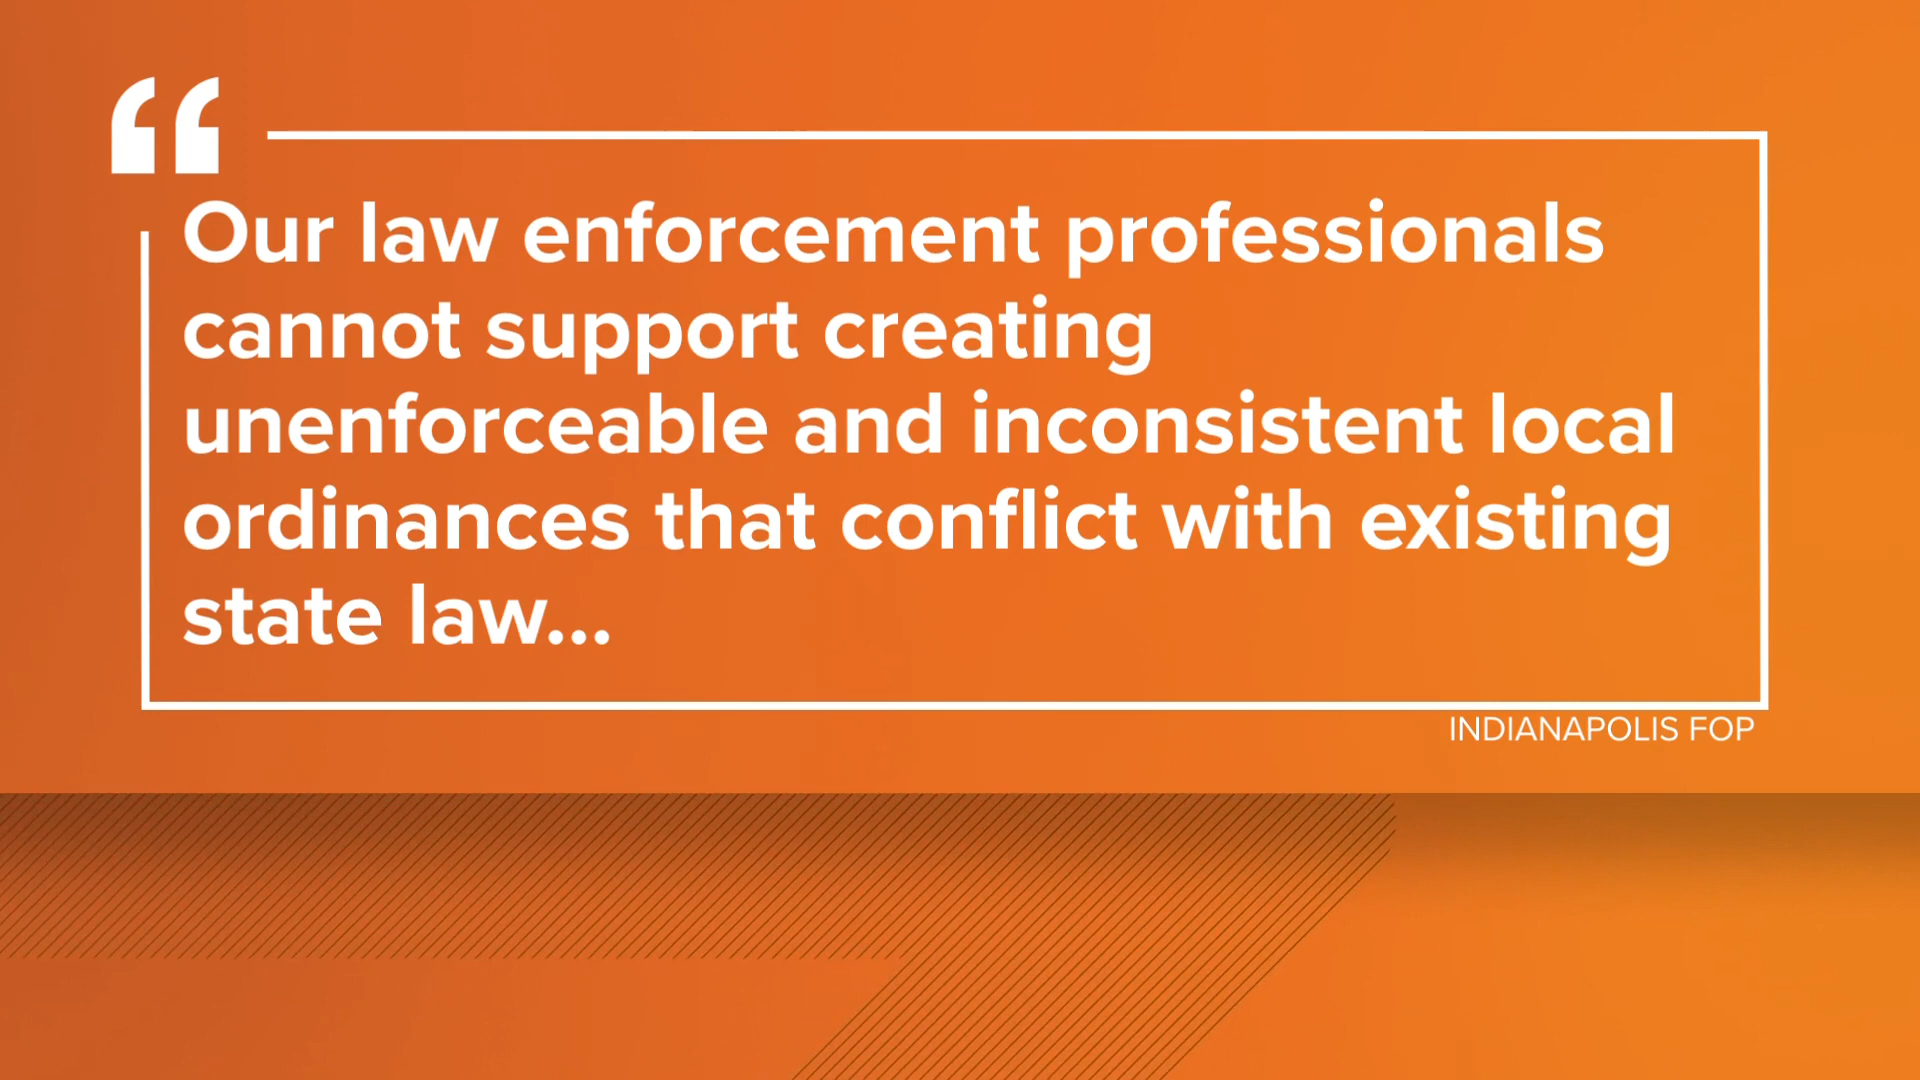 “
Our law enforcement professionals
cannot support creating
unenforceable and inconsistent local
ordinances that conflict with existing
state law...
INDIANAPOLIS FOP